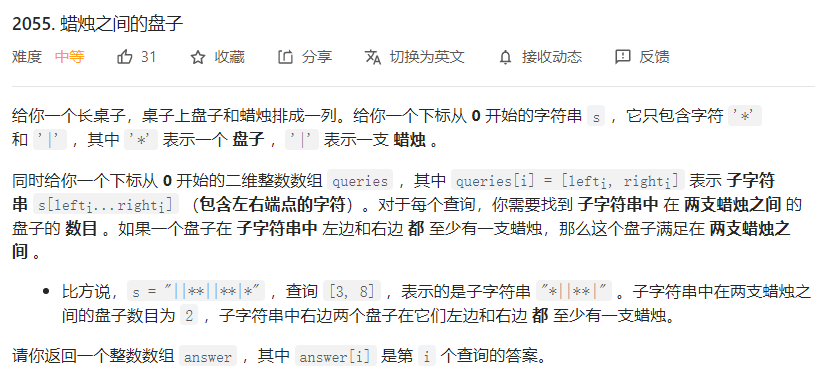 2055. 蜡烛之间的盘子
难度 中等 31 收藏 分享 切换为英文 接收动态 反馈
给你一个长桌子，桌子上盘子和蜡烛排成一列。给你一个下标从 0 开始的字符串 s ，它只包含字符 '*'
和 '|' ，其中 '*' 表示一个 盘子 ，'|' 表示一支 蜡烛 。
同时给你一个下标从 0 开始的二维整数数组 queries ，其中 queries[i] = [lefti, righti] 表示 子字符
串 s[lefti...righti] （包含左右端点的字符）。对于每个查询，你需要找到 子字符串中 在 两支蜡烛之间 的
盘子的 数目 。如果一个盘子在 子字符串中 左边和右边 都 至少有一支蜡烛，那么这个盘子满足在 两支蜡烛之
间 。
• 比方说，s = "||**||**|*" ，查询 [3, 8] ，表示的是子字符串 "*||**|" 。子字符串中在两支蜡烛之
间的盘子数目为 2 ，子字符串中右边两个盘子在它们左边和右边 都 至少有一支蜡烛。
请你返回一个整数数组 answer ，其中 answer[i] 是第 i 个查询的答案。